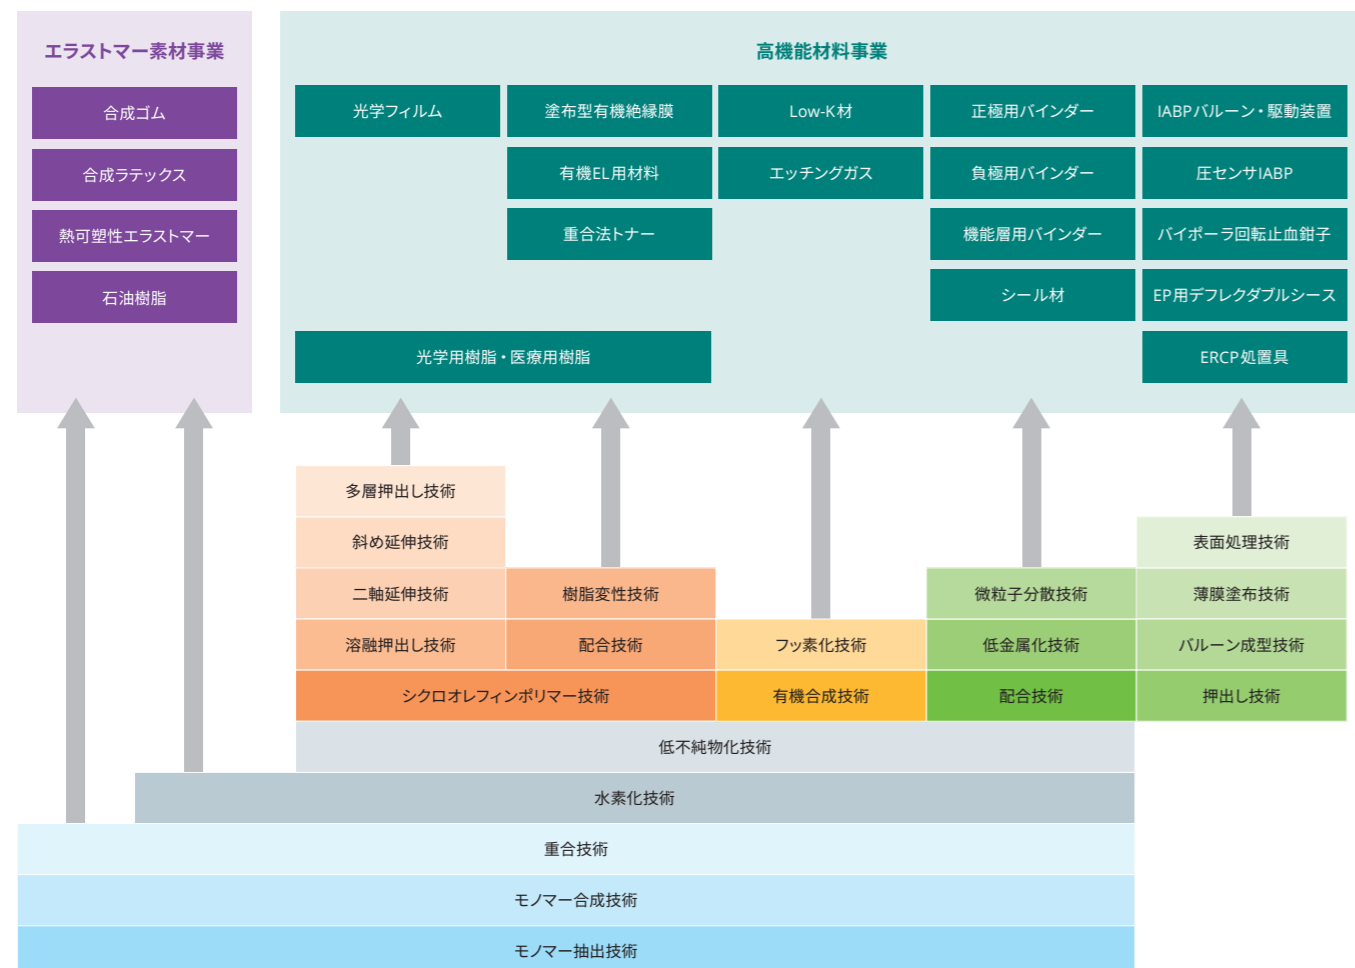 エラストマー素材事業
合成ゴム
合成ラテックス
熱可塑性エラストマー
石油樹脂
高機能材料事業
光学フィルム
塗布型有機絶縁膜
Low-K材
正極用バインダー
IABPバルーン・駆動装置
有機EL用材料
エッチングガス
負極用バインダー
圧センサIABP
重合法トナー
機能層用バインダー
バイポーラ回転止血鉗子
シール材
EP用デフレクダブルシース
光学用樹脂・医療用樹脂
ERCP処置具
多層押出し技術
斜め延伸技術
表面処理技術
二軸延伸技術
樹脂変性技術
微粒子分散技術
薄膜塗布技術
溶融押出し技術
配合技術
フッ素化技術
低金属化技術
バルーン成型技術
シクロオレフィンポリマー技術
有機合成技術
配合技術
押出し技術
低不純物化技術
水素化技術
重合技術
モノマー合成技術
モノマー抽出技術